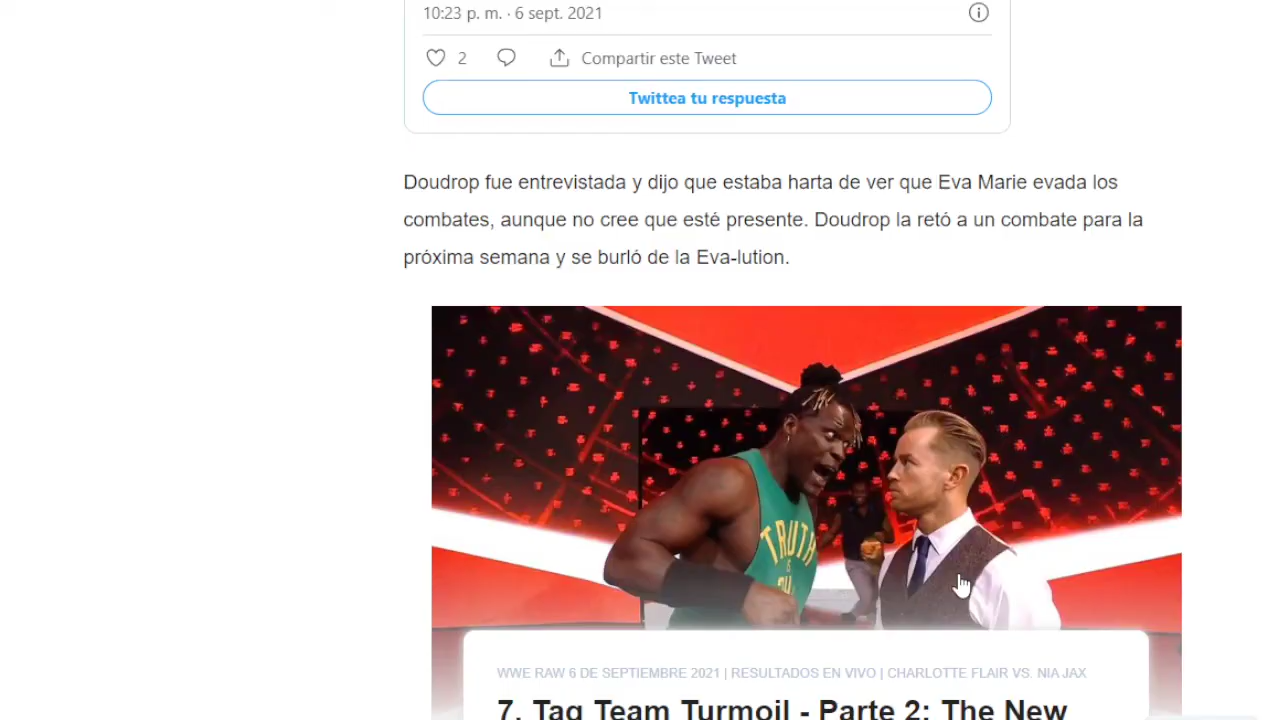 10:23 p. m. · 6 sept. 2021
2
Compartir este Tweet
Twittea tu respuesta
Doudrop fue entrevistada y dijo que estaba harta de ver que Eva Marie evada los
combates, aunque no cree que esté presente. Doudrop la retó a un combate para la
próxima semana y se burló de la Eva-lution.
TRUTH
WWE RAW 6 DE SEPTIEMBRE 2021 | RESULTADOS EN VIVO | CHARLOTTE FLAIR VS. NIA JAX
7. Tag Team Turmoil - Parte 2: The New